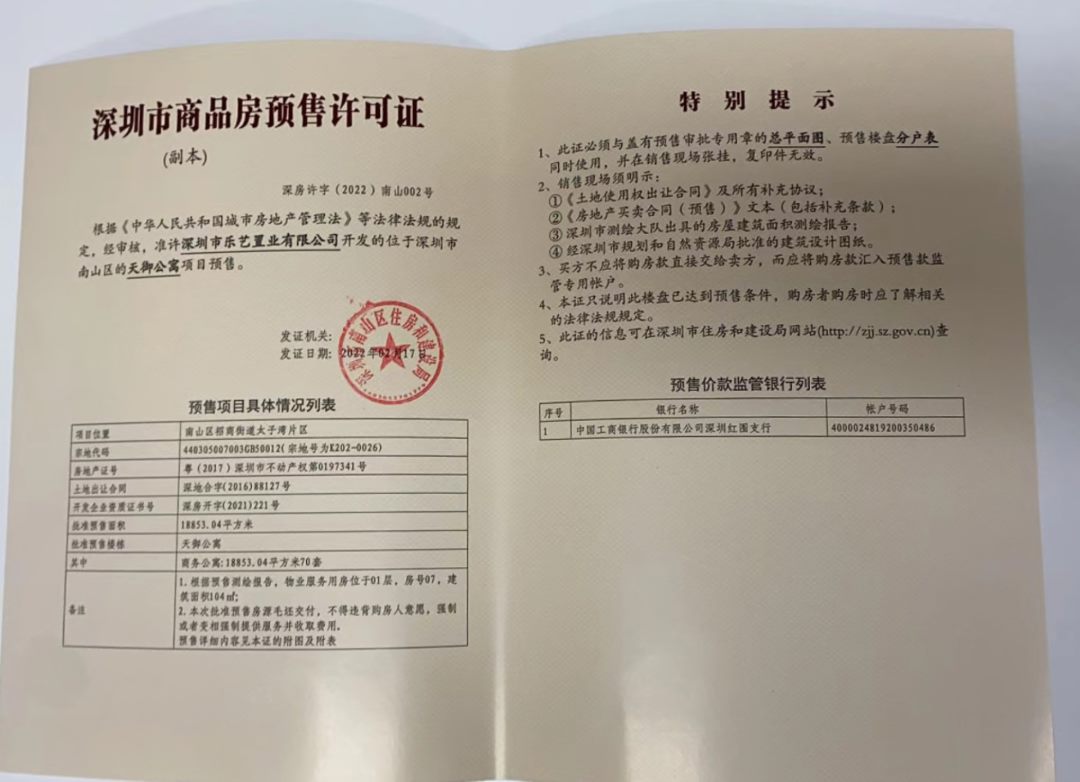 深圳市商品房预售许可证
(副本)
深房许字（2022）南山002号
根据《中华人民共和国城市房地产管理法》等法律法规的规
定，经审核，准许深圳市乐艺置业有限公司开发的位于深圳市
南山区的天御公寓项目预售。
发证机关：
发证日期：2022年02月17日
深圳市南山区住房和建设局
预售项目具体情况列表
项目位置 南山区招商街道太子湾片区
宗地代码 440305007003GB50012(宗地号为K202-0026)
房地产证号 粤（2017）深圳市不动产权第0197341号
土地出让合同 深地合字(2016)88127号
开发企业资质证书号 深房开字(2021)221号
批准预售面积 18853.04平方米
批准预售楼栋 天御公寓
其中 商务公寓:18853.04平方米70套
备注 1.根据预售测绘报告，物业服务用房位于01层，房号07，建
筑面积104㎡;
2.本次批准预售房源毛坯交付，不得违背购房人意愿，强制
或者变相强制提供服务并收取费用。
预售详细内容见本证的附图及附表
特别提示
1、此证必须与盖有预售审批专用章的总平面图、预售楼盘分户表
同时使用，并在销售现场张挂，复印件无效。
2、销售现场须明示：
①《土地使用权出让合同》及所有补充协议；
②《房地产买卖合同（预售）》文本（包括补充条款）；
③深圳市测绘大队出具的房屋建筑面积测绘报告；
④经深圳市规划和自然资源局批准的建筑设计图纸。
3、买方不应将购房款直接交给卖方，而应将购房款汇入预售款监
管专用帐户。
4、本证只说明此楼盘已达到预售条件，购房者购房时应了解相关
的法律法规规定。
5、此证的信息可在深圳市住房和建设局网站(http://zjj.sz.gov.cn)查
询。
预售价款监管银行列表
序号 银行名称 帐户号码
1 中国工商银行股份有限公司深圳红围支行 4000024819200350486